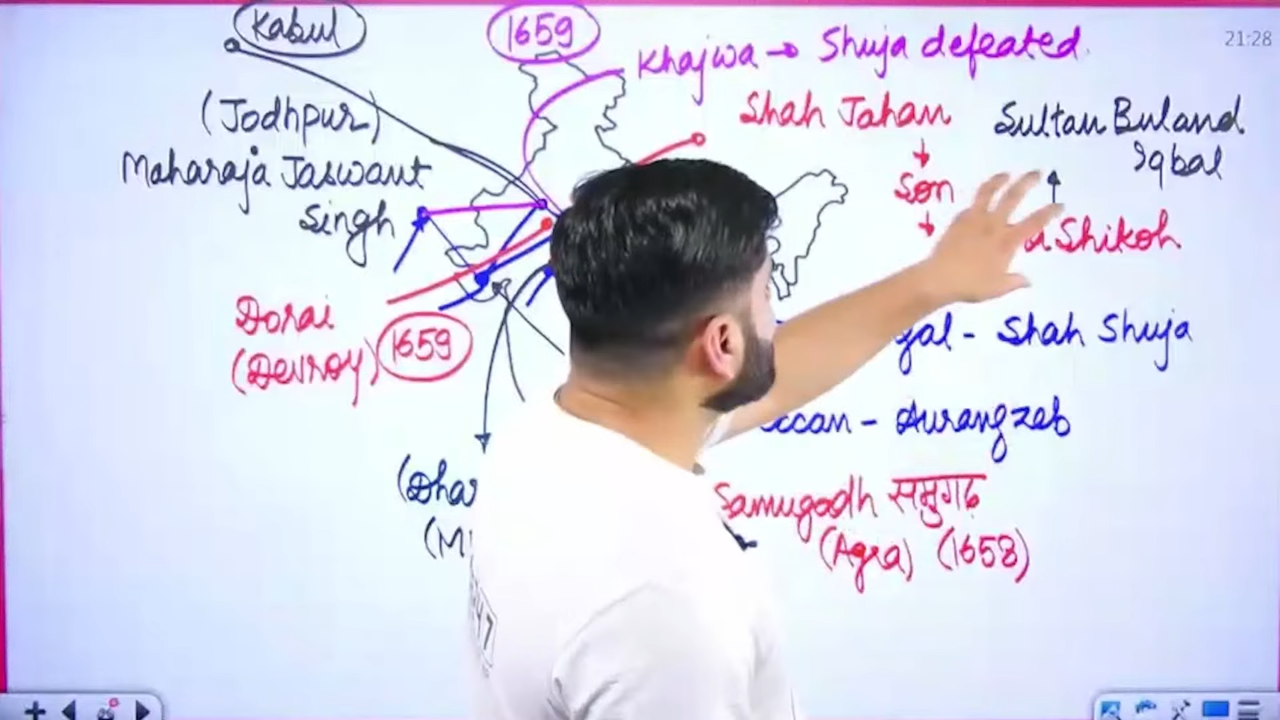 Kabul
1659
21:28
Khajwa → Shuja defeated
(Jodhpur)
Maharaja Jaswant
Singh
Shah Jahan
Sultan Buland
Iqbal
Son
Shikoh
Dorai
(Devroy) 1659
- Shah Shuja
- Aurangzeb
Samugadh समुगढ़
(Agra) (1658)